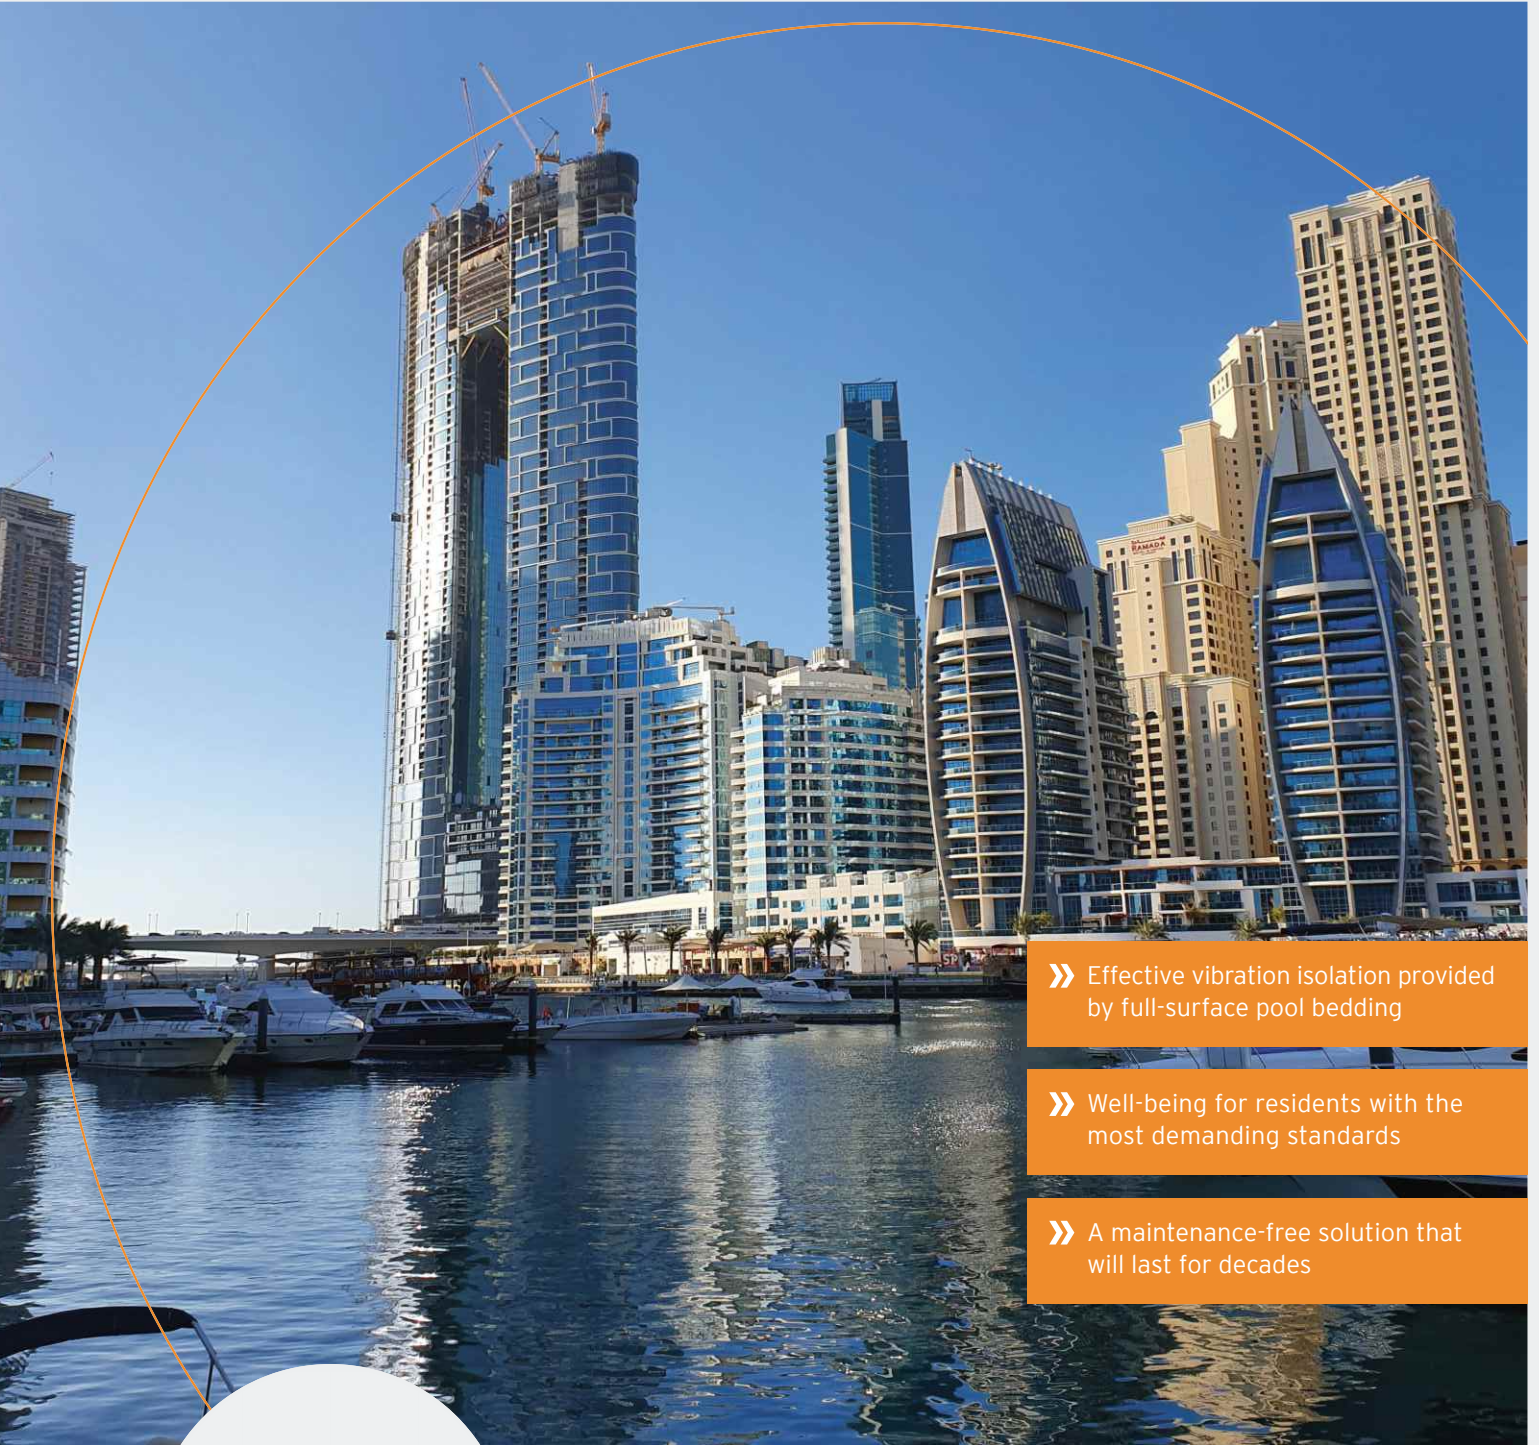 RAMADA
Effective vibration isolation provided
by full-surface pool bedding
Well-being for residents with the
most demanding standards
A maintenance-free solution that
will last for decades